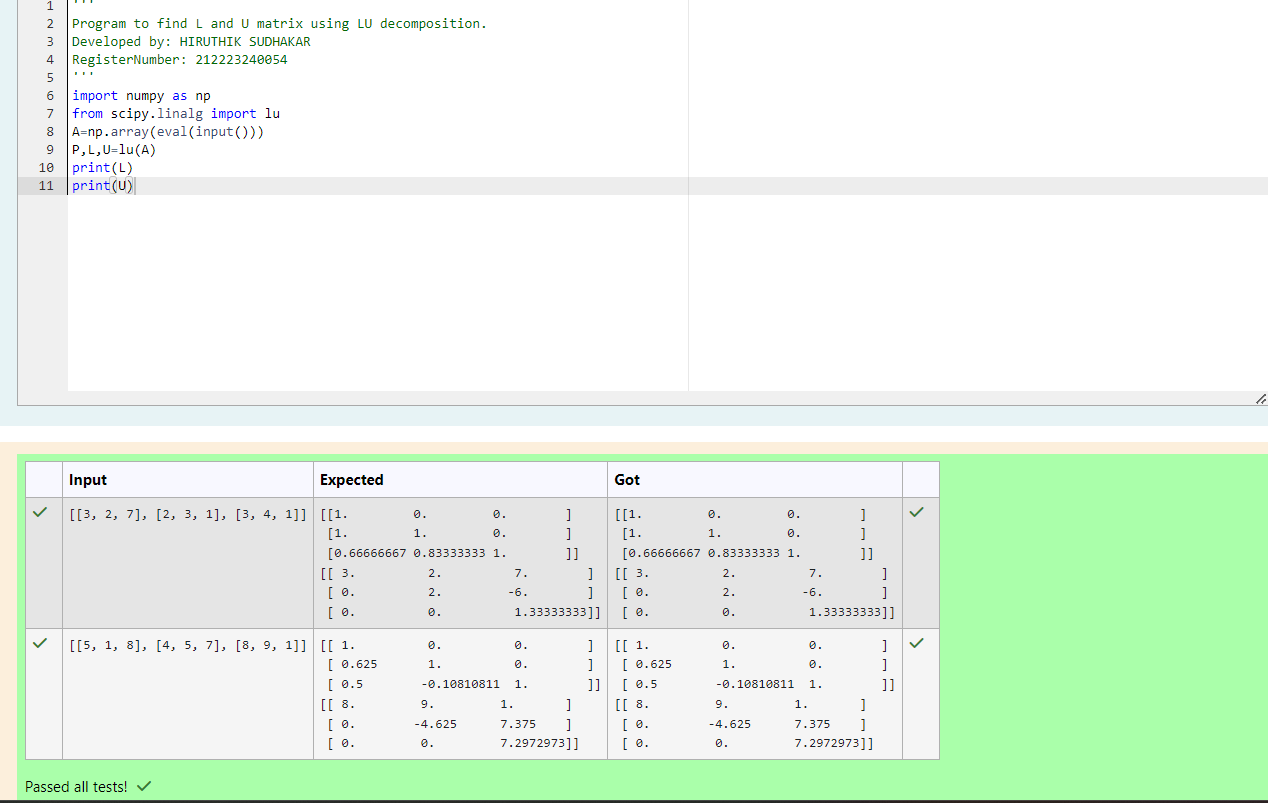 1 '''
2 Program to find L and U matrix using LU decomposition.
3 Developed by: HIRUTHIK SUDHAKAR
4 RegisterNumber: 212223240054
5 '''
6 import numpy as np
7 from scipy.linalg import lu
8 A=np.array(eval(input()))
9 P,L,U=lu(A)
10 print(L)
11 print(U)
Input Expected Got
[[3, 2, 7], [2, 3, 1], [3, 4, 1]] [[1. 0. 0. ] [[1. 0. 0. ]
[1. 1. 0. ] [1. 1. 0. ]
[0.66666667 0.83333333 1. ]] [0.66666667 0.83333333 1. ]]
[[ 3. 2. 7. ] [[ 3. 2. 7. ]
[ 0. 2. -6. ] [ 0. 2. -6. ]
[ 0. 0. 1.33333333]] [ 0. 0. 1.33333333]]
[[5, 1, 8], [4, 5, 7], [8, 9, 1]] [[ 1. 0. 0. ] [[ 1. 0. 0. ]
[ 0.625 1. 0. ] [ 0.625 1. 0. ]
[ 0.5 -0.10810811 1. ]] [ 0.5 -0.10810811 1. ]]
[[ 8. 9. 1. ] [[ 8. 9. 1. ]
[ 0. -4.625 7.375 ] [ 0. -4.625 7.375 ]
[ 0. 0. 7.2972973]] [ 0. 0. 7.2972973]]
Passed all tests!